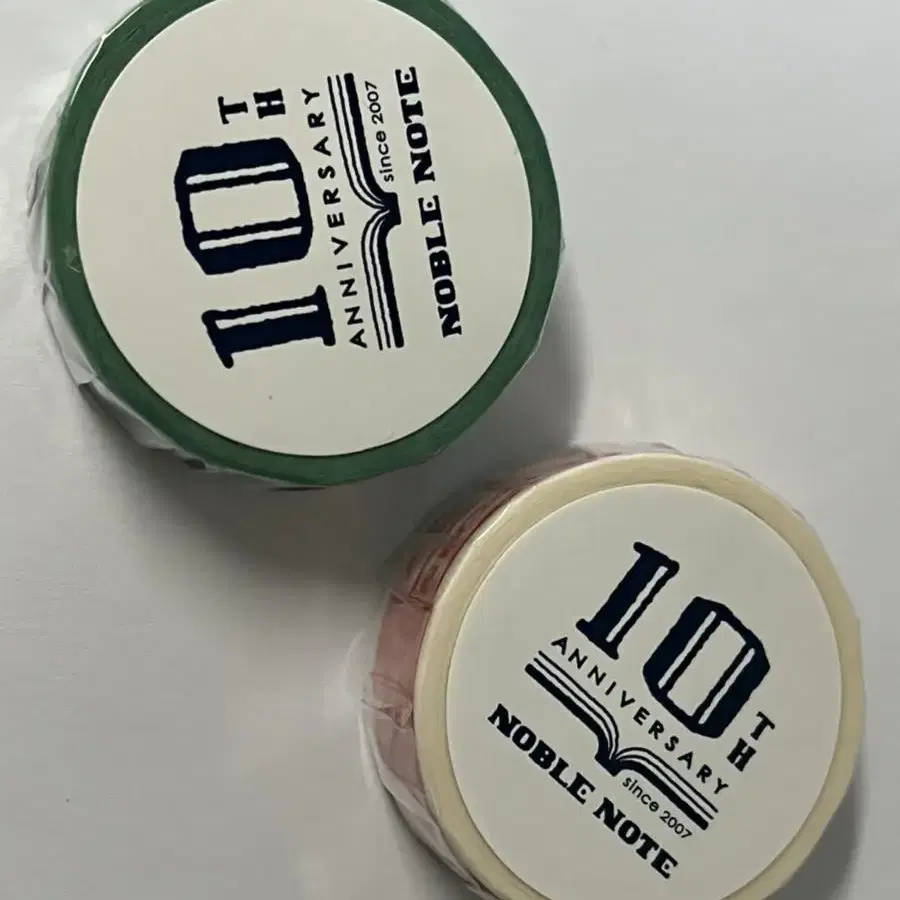 10TH
ANNIVERSARY
since 2007
NOBLE NOTE
10TH
ANNIVERSARY
since 2007
NOBLE NOTE